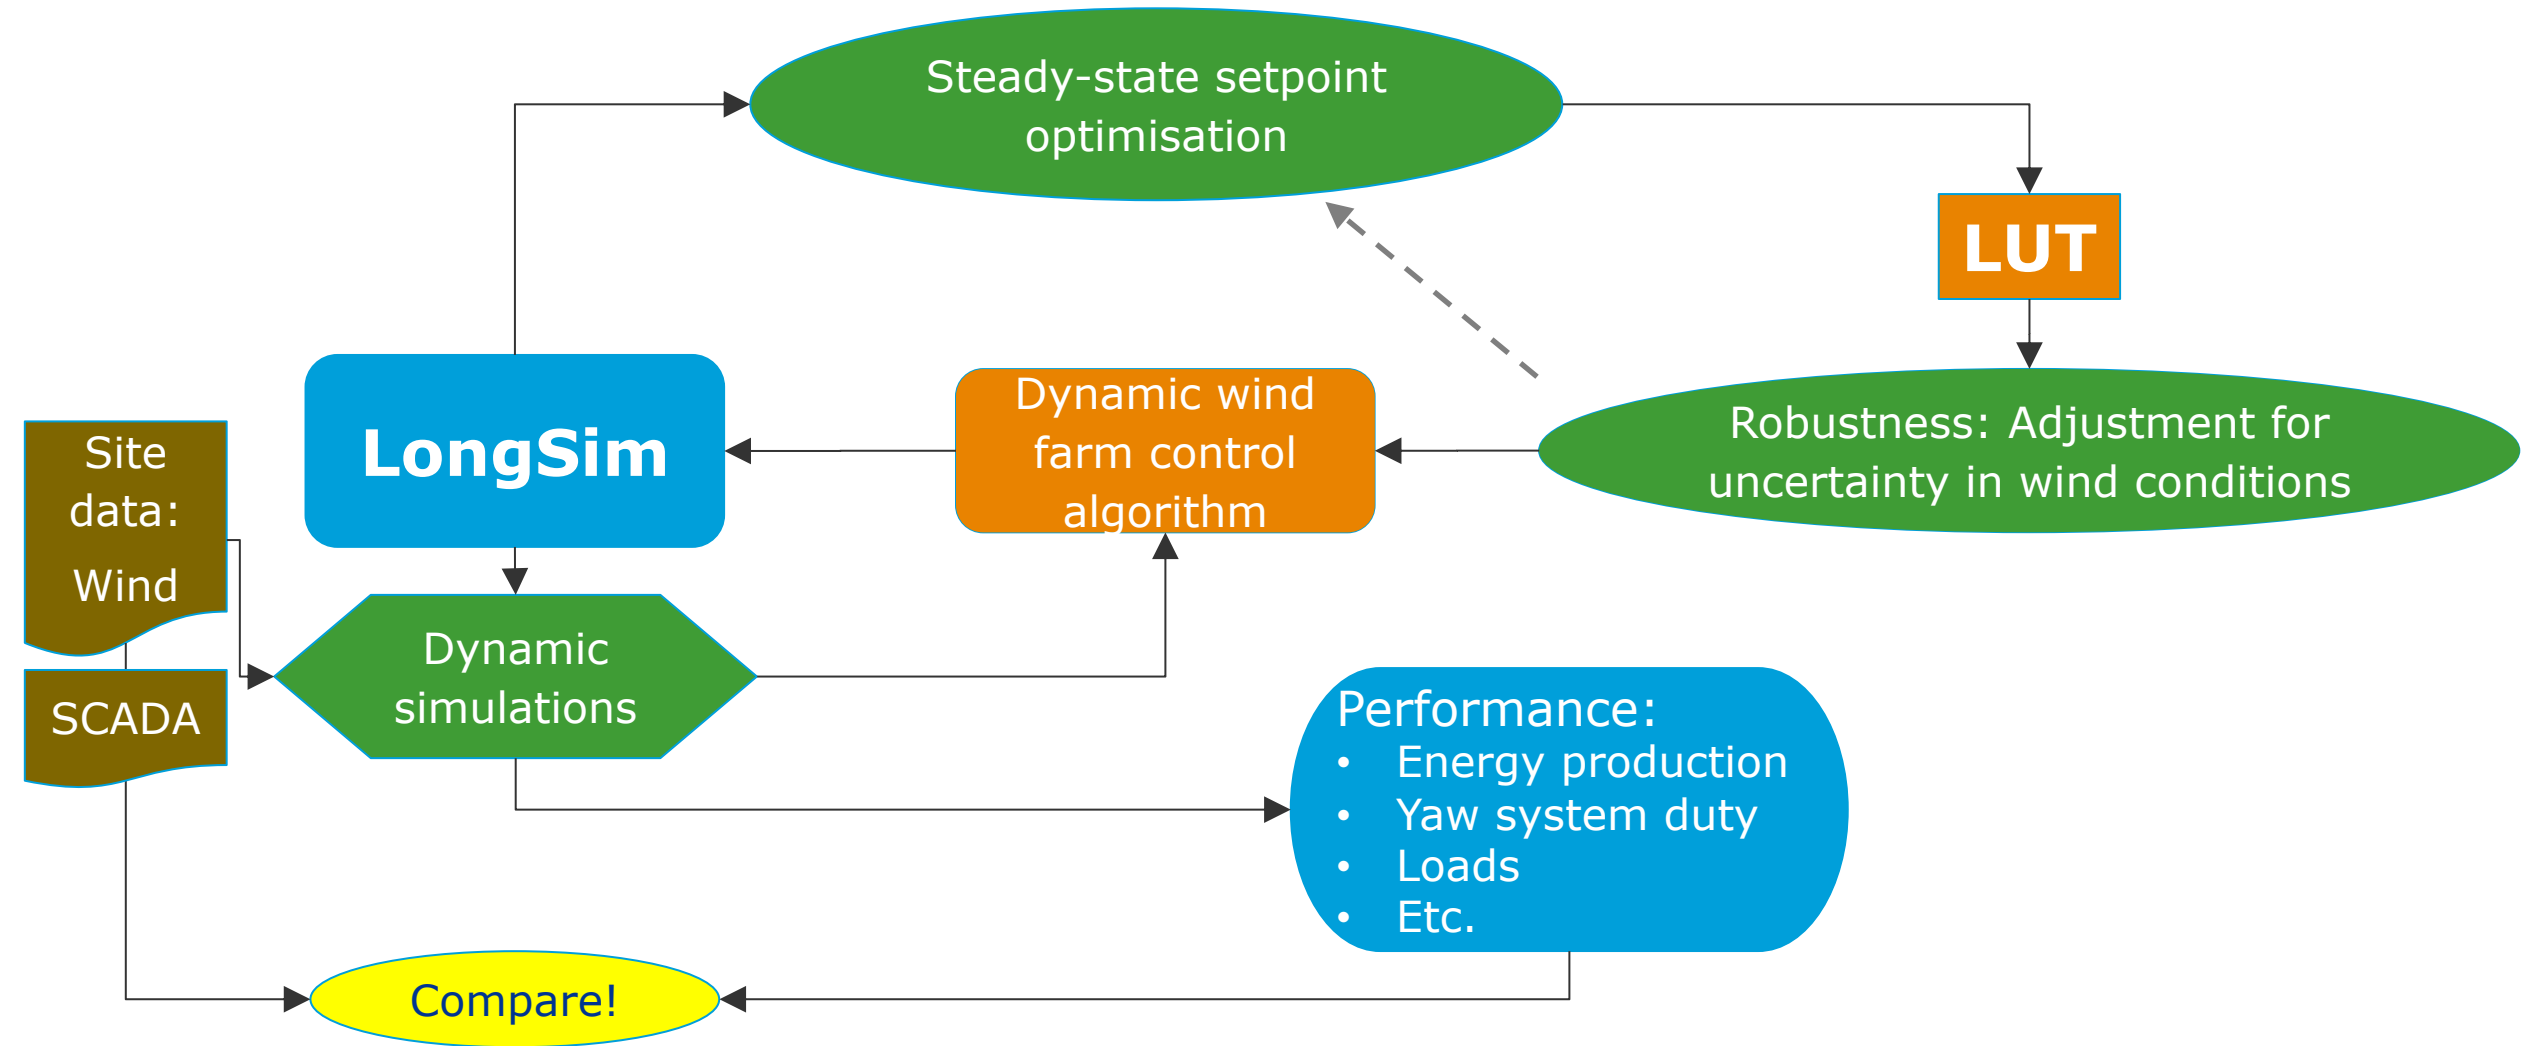 Steady-state setpoint
optimisation
LUT
LongSim
Dynamic wind
farm control
algorithm
Robustness: Adjustment for
uncertainty in wind conditions
Site
data:
Wind
SCADA
Dynamic
simulations
Performance:
• Energy production
• Yaw system duty
• Loads
• Etc.
Compare!